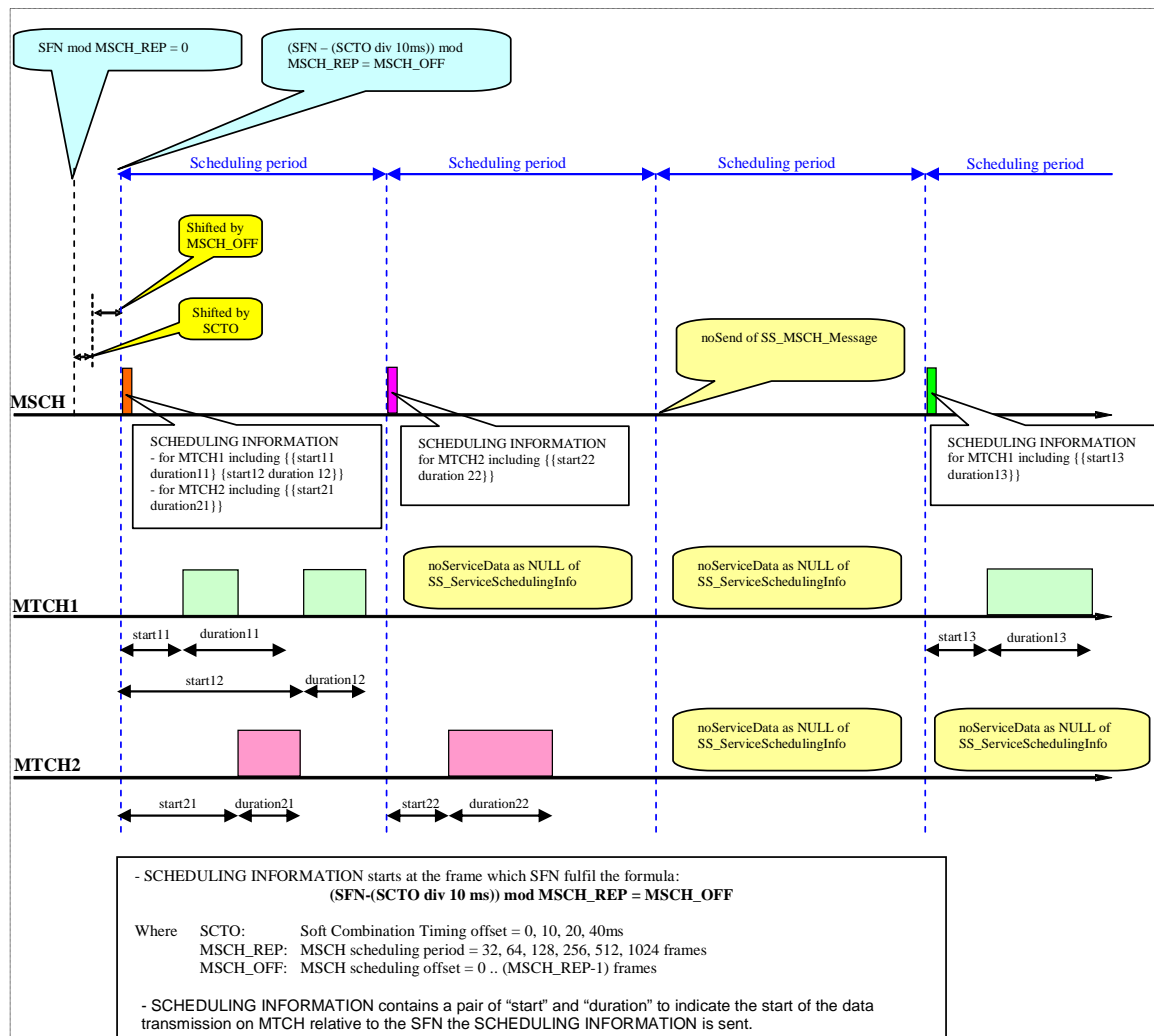 SFN mod MSCH_REP = 0
(SFN – (SCTO div 10ms)) mod
MSCH_REP = MSCH_OFF
Scheduling period
Scheduling period
Scheduling period
Scheduling period
Shifted by
MSCH_OFF
Shifted by
SCTO
noSend of SS_MSCH_Message
MSCH
SCHEDULING INFORMATION
- for MTCH1 including {{start11
duration11} {start12 duration 12}}
- for MTCH2 including {{start21
duration21}}
SCHEDULING INFORMATION
for MTCH2 including {{start22
duration 22}}
SCHEDULING INFORMATION
for MTCH1 including {{start13
duration13}}
noServiceData as NULL of
SS_ServiceSchedulingInfo
noServiceData as NULL of
SS_ServiceSchedulingInfo
MTCH1
start11
duration11
start13
duration13
start12
duration12
noServiceData as NULL of
SS_ServiceSchedulingInfo
noServiceData as NULL of
SS_ServiceSchedulingInfo
MTCH2
start21
duration21
start22
duration22
- SCHEDULING INFORMATION starts at the frame which SFN fulfil the formula:
(SFN-(SCTO div 10 ms)) mod MSCH_REP = MSCH_OFF
Where SCTO: Soft Combination Timing offset = 0, 10, 20, 40ms
MSCH_REP: MSCH scheduling period = 32, 64, 128, 256, 512, 1024 frames
MSCH_OFF: MSCH scheduling offset = 0 .. (MSCH_REP-1) frames
- SCHEDULING INFORMATION contains a pair of “start” and “duration” to indicate the start of the data
transmission on MTCH relative to the SFN the SCHEDULING INFORMATION is sent.